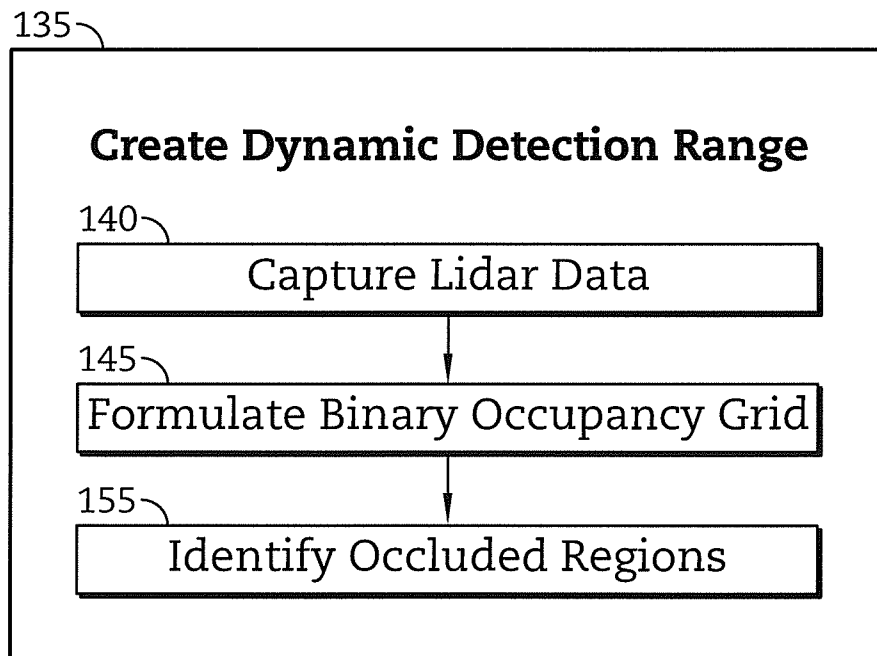 135
Create Dynamic Detection Range
140
Capture Lidar Data
145
Formulate Binary Occupancy Grid
155
Identify Occluded Regions